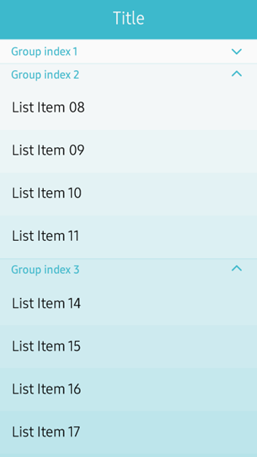 Title
Group index 1
Group index 2
List Item 08
List Item 09
List Item 10
List Item 11
Group index 3
List Item 14
List Item 15
List Item 16
List Item 17